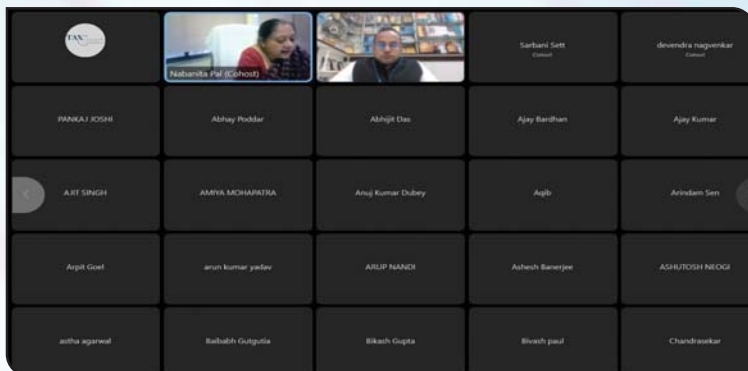 TAX
Nabanita Pal (Cohost)
Sarbani Sett
Cohost
devendra nagvenkar
Cohost
PANKAJ JOSHI
Abhay Poddar
Abhijit Das
Ajay Bardhan
Ajay Kumar
AJIT SINGH
AMIYA MOHAPATRA
Anuj Kumar Dubey
Aqib
Arindam Sen
Arpit Goel
arun kumar yadav
ARUP NANDI
Ashesh Banerjee
ASHUTOSH NEOGI
astha agarwal
Baibabh Gutgutia
Bikash Gupta
Bivash paul
Chandrasekar